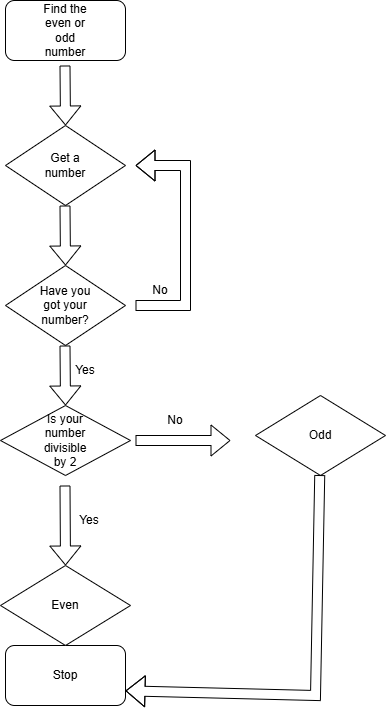 Find the
even or
odd
number
Get a
number
Have you
got your
number?
No
Yes
Is your
number
divisible
by 2
No
Odd
Yes
Even
Stop